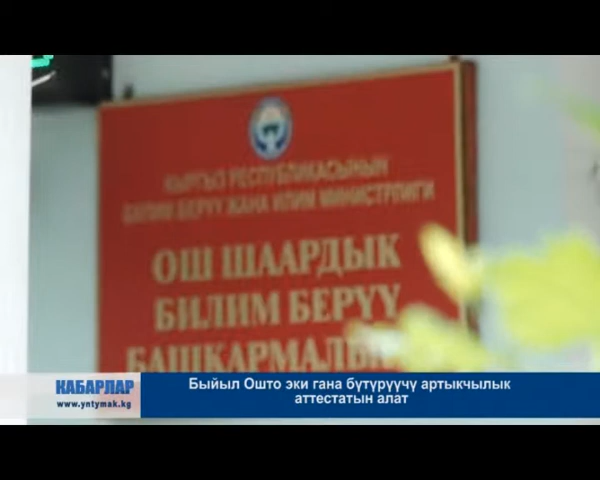 КЫРГЫЗ РЕСПУБЛИКАСЫНЫН
БИЛИМ БЕРҮҮ ЖАНА ИЛИМ МИНИСТРЛИГИ
ОШ ШААРДЫК
БИЛИМ БЕРҮҮ
КАБАРЛАР
www.yntymak.kg
Быйыл Ошто эки гана бүтүрүүчү артыкчылык
аттестатын алат